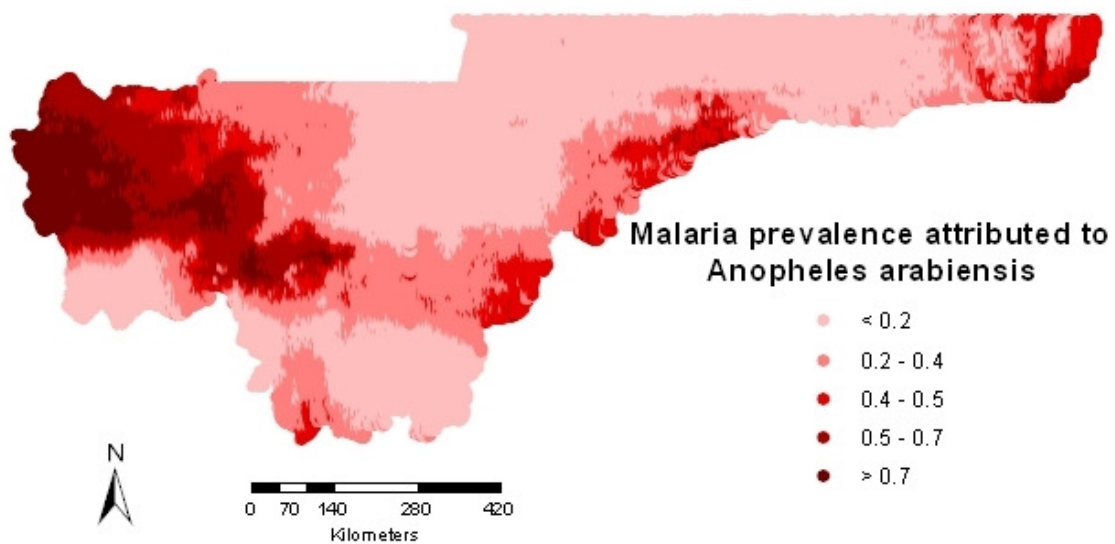 Malaria prevalence attributed to
Anopheles arabiensis
< 0.2
0.2 - 0.4
0.4 - 0.5
0.5 - 0.7
> 0.7
N
0 70 140 280 420
Kilometers